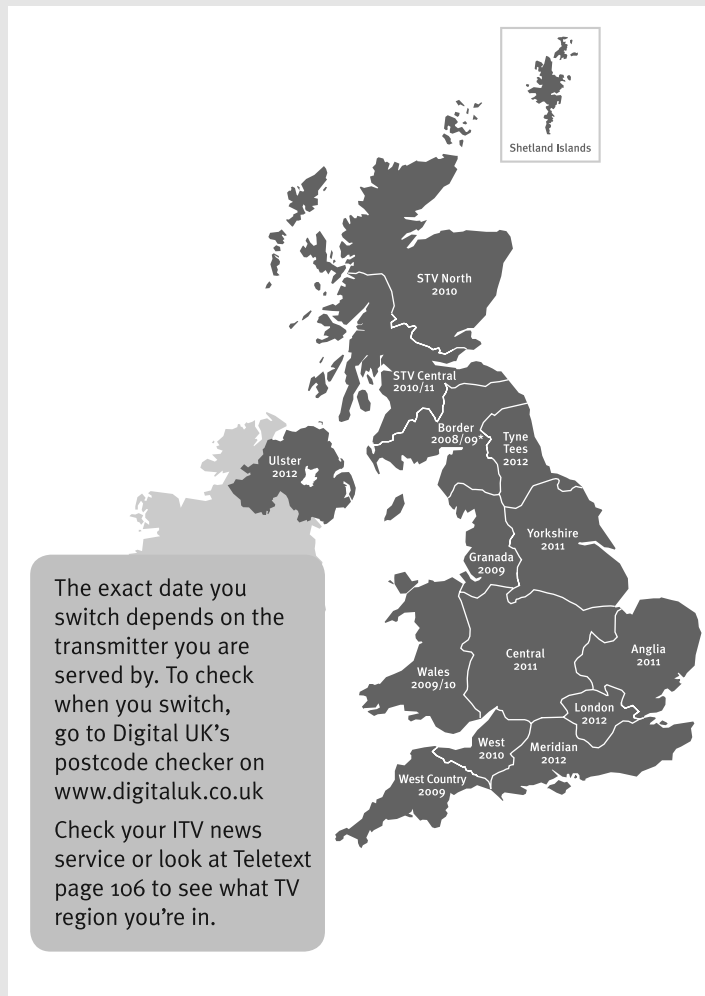 Shetland Islands
STV North
2010
STV Central
2010/11
Border
2008/09*
Tyne
Tees
2012
Ulster
2012
Yorkshire
2011
Granada
2009
Central
2011
Anglia
2011
Wales
2009/10
London
2012
West
2010
Meridian
2012
West Country
2009
The exact date you
switch depends on the
transmitter you are
served by. To check
when you switch,
go to Digital UK’s
postcode checker on
www.digitaluk.co.uk
Check your ITV news
service or look at Teletext
page 106 to see what TV
region you’re in.